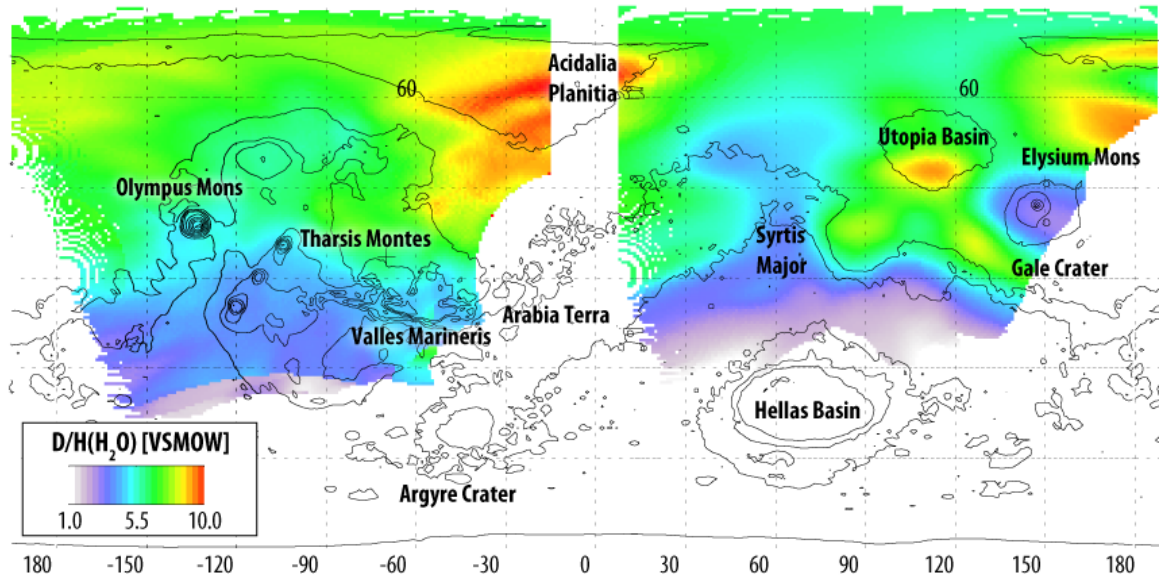 Acidalia
Planitia
60
60
Utopia Basin
Elysium Mons
Olympus Mons
Tharsis Montes
Syrtis
Major
Gale Crater
Arabia Terra
Valles Marineris
Hellas Basin
D/H(H₂O) [VSMOW]
1.0 5.5 10.0
Argyre Crater
180 -150 -120 -90 -60 -30 0 30 60 90 120 150 180